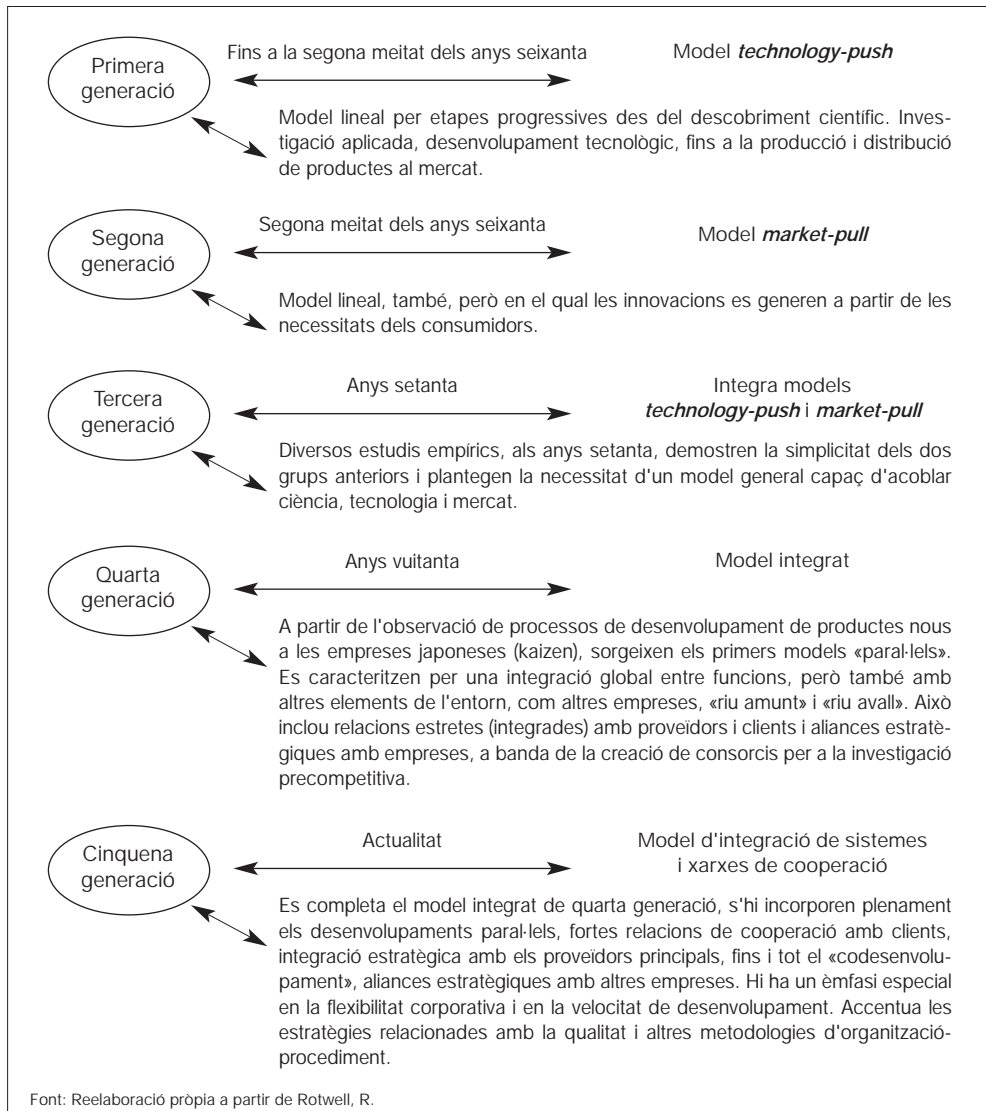 Primera
generació
Fins a la segona meitat dels anys seixanta
Model technology-push
Model lineal per etapes progressives des del descobriment científic. Inves-
tigació aplicada, desenvolupament tecnològic, fins a la producció i distribució
de productes al mercat.
Segona
generació
Segona meitat dels anys seixanta
Model market-pull
Model lineal, també, però en el qual les innovacions es generen a partir de les
necessitats dels consumidors.
Tercera
generació
Anys setanta
Integra models
technology-push i market-pull
Diversos estudis empírics, als anys setanta, demostren la simplicitat dels dos
grups anteriors i plantegen la necessitat d'un model general capaç d'acoblar
ciència, tecnologia i mercat.
Quarta
generació
Anys vuitanta
Model integrat
A partir de l'observació de processos de desenvolupament de productes nous
a les empreses japoneses (kaizen), sorgeixen els primers models «paral·lels».
Es caracteritzen per una integració global entre funcions, però també amb
altres elements de l'entorn, com altres empreses, «riu amunt» i «riu avall». Això
inclou relacions estretes (integrades) amb proveïdors i clients i aliances estratè-
giques amb empreses, a banda de la creació de consorcis per a la investigació
precompetitiva.
Cinquena
generació
Actualitat
Model d'integració de sistemes
i xarxes de cooperació
Es completa el model integrat de quarta generació, s'hi incorporen plenament
els desenvolupaments paral·lels, fortes relacions de cooperació amb clients,
integració estratègica amb els proveïdors principals, fins i tot el «codesenvolu-
pament», aliances estratègiques amb altres empreses. Hi ha un èmfasi especial
en la flexibilitat corporativa i en la velocitat de desenvolupament. Accentua les
estratègies relacionades amb la qualitat i altres metodologies d'organització-
procediment.
Font: Reelaboració pròpia a partir de Rotwell, R.